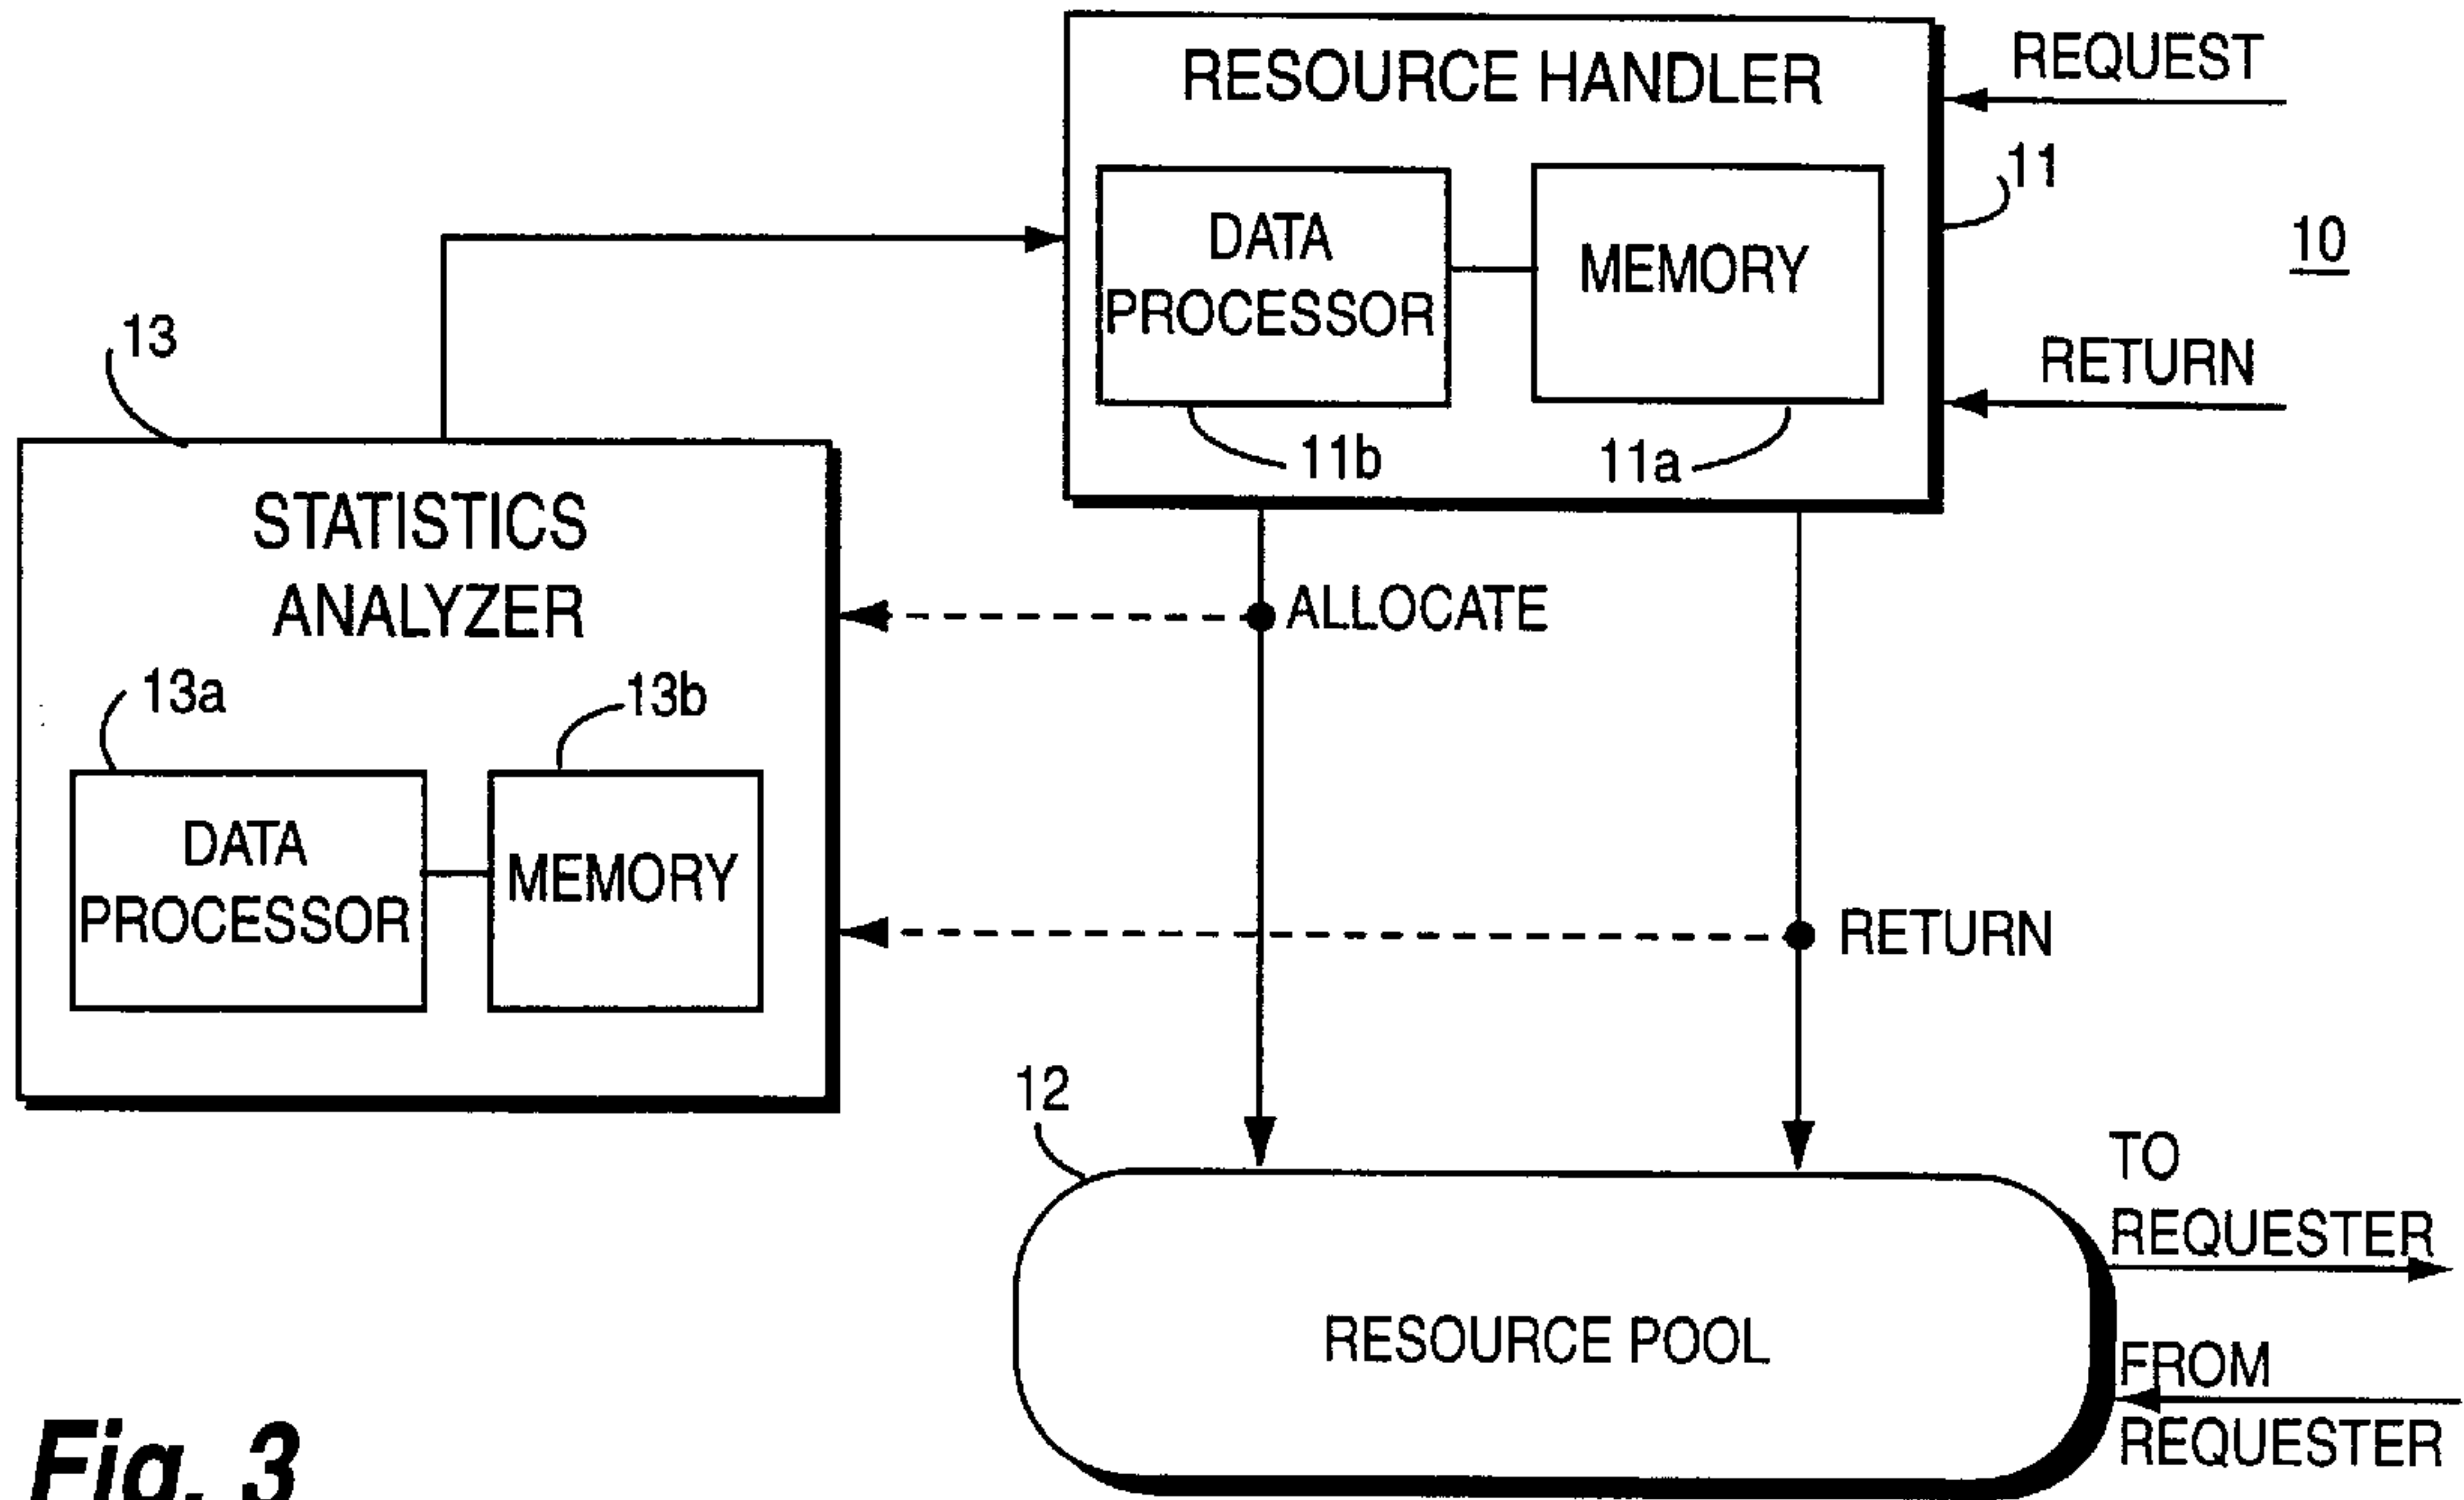 RESOURCE HANDLER
REQUEST
11
10
DATA
PROCESSOR
MEMORY
RETURN
11b
11a
13
STATISTICS
ANALYZER
ALLOCATE
13a
13b
DATA
PROCESSOR
MEMORY
RETURN
12
TO
REQUESTER
RESOURCE POOL
FROM
REQUESTER
Fig. 3